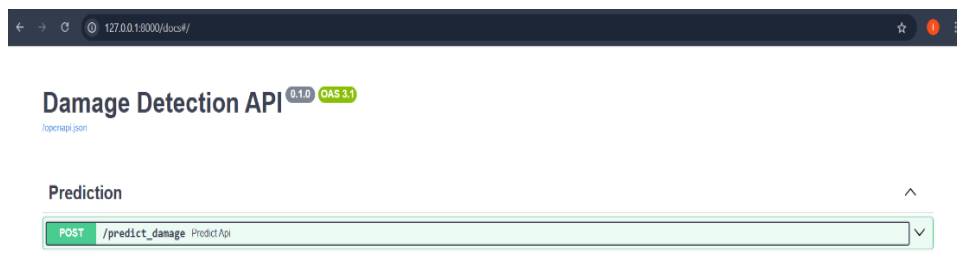 127.0.0.1:8000/docs#/
Damage Detection API 0.1.0 OAS 3.1
/openapi.json
Prediction
POST /predict_damage Predict Api